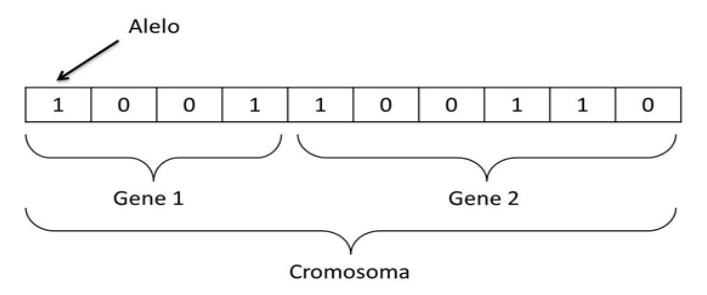 Alelo
1 0 0 1 1 0 0 1 1 0
Gene 1 Gene 2
Cromosoma